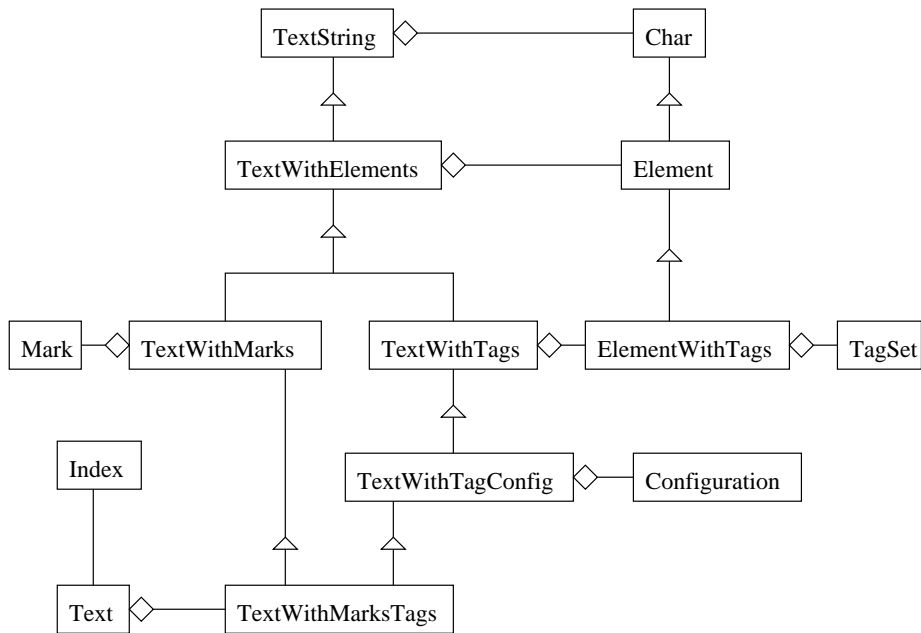 TextString
Char
TextWithElements
Element
Mark
TextWithMarks
TextWithTags
ElementWithTags
TagSet
Index
TextWithTagConfig
Configuration
Text
TextWithMarksTags